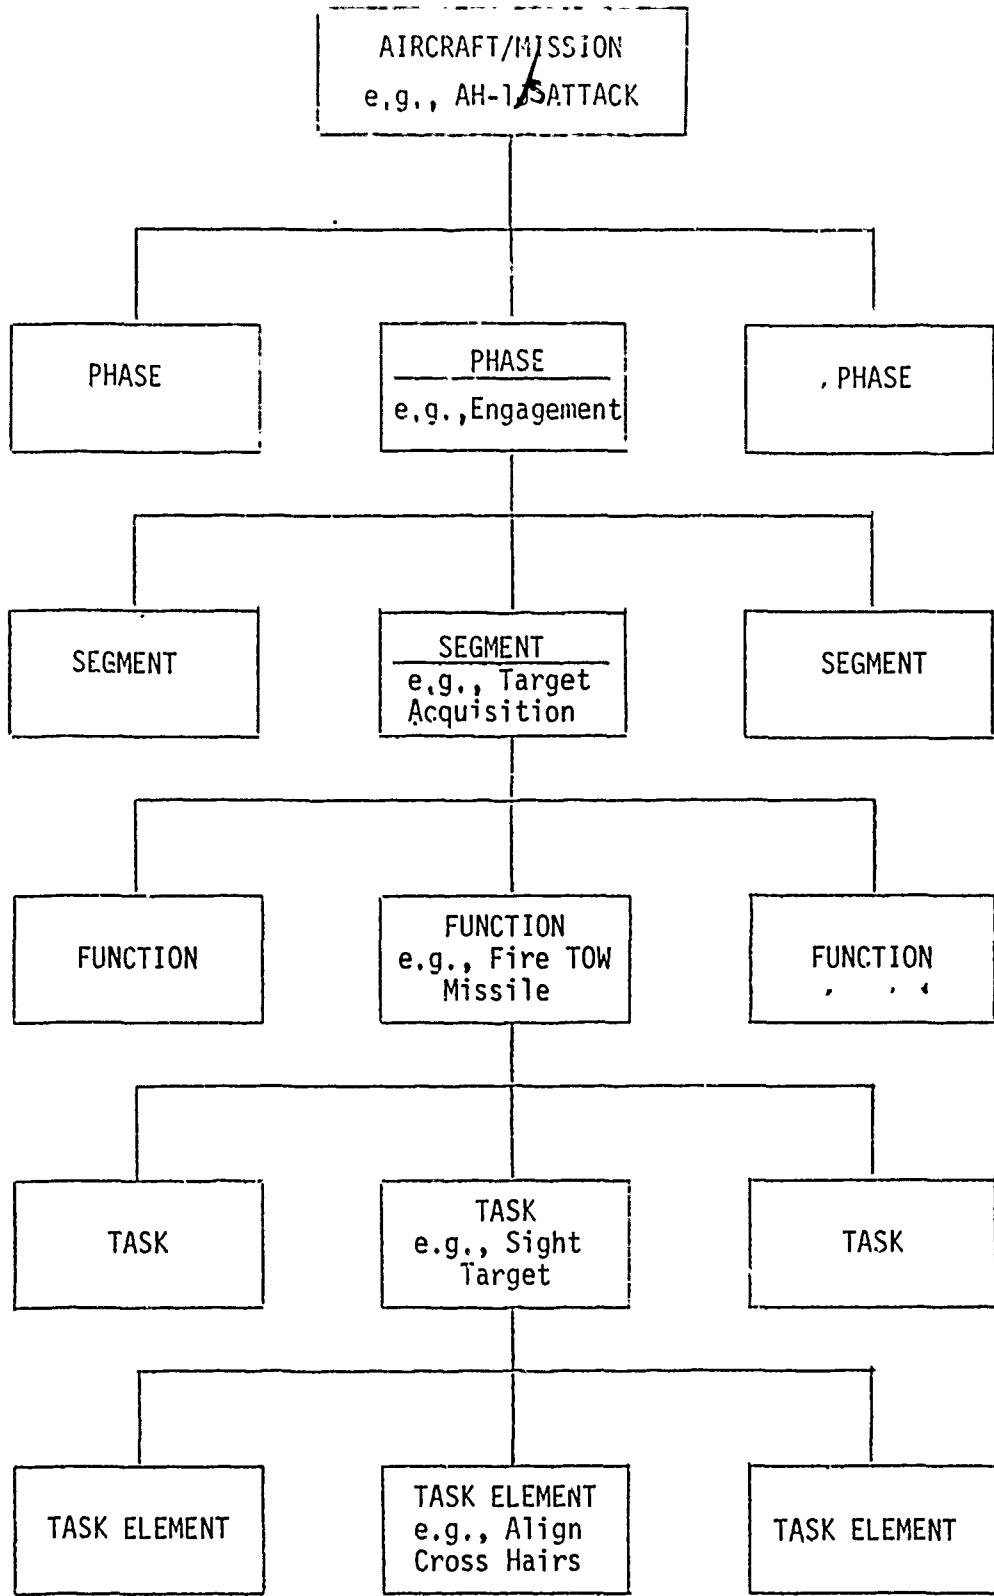 AIRCRAFT/MISSION
e.g., AH-1S ATTACK
PHASE
PHASE
e.g., Engagement
PHASE
SEGMENT
SEGMENT
e.g., Target
Acquisition
SEGMENT
FUNCTION
FUNCTION
e.g., Fire TOW
Missile
FUNCTION
TASK
TASK
e.g., Sight
Target
TASK
TASK ELEMENT
TASK ELEMENT
e.g., Align
Cross Hairs
TASK ELEMENT